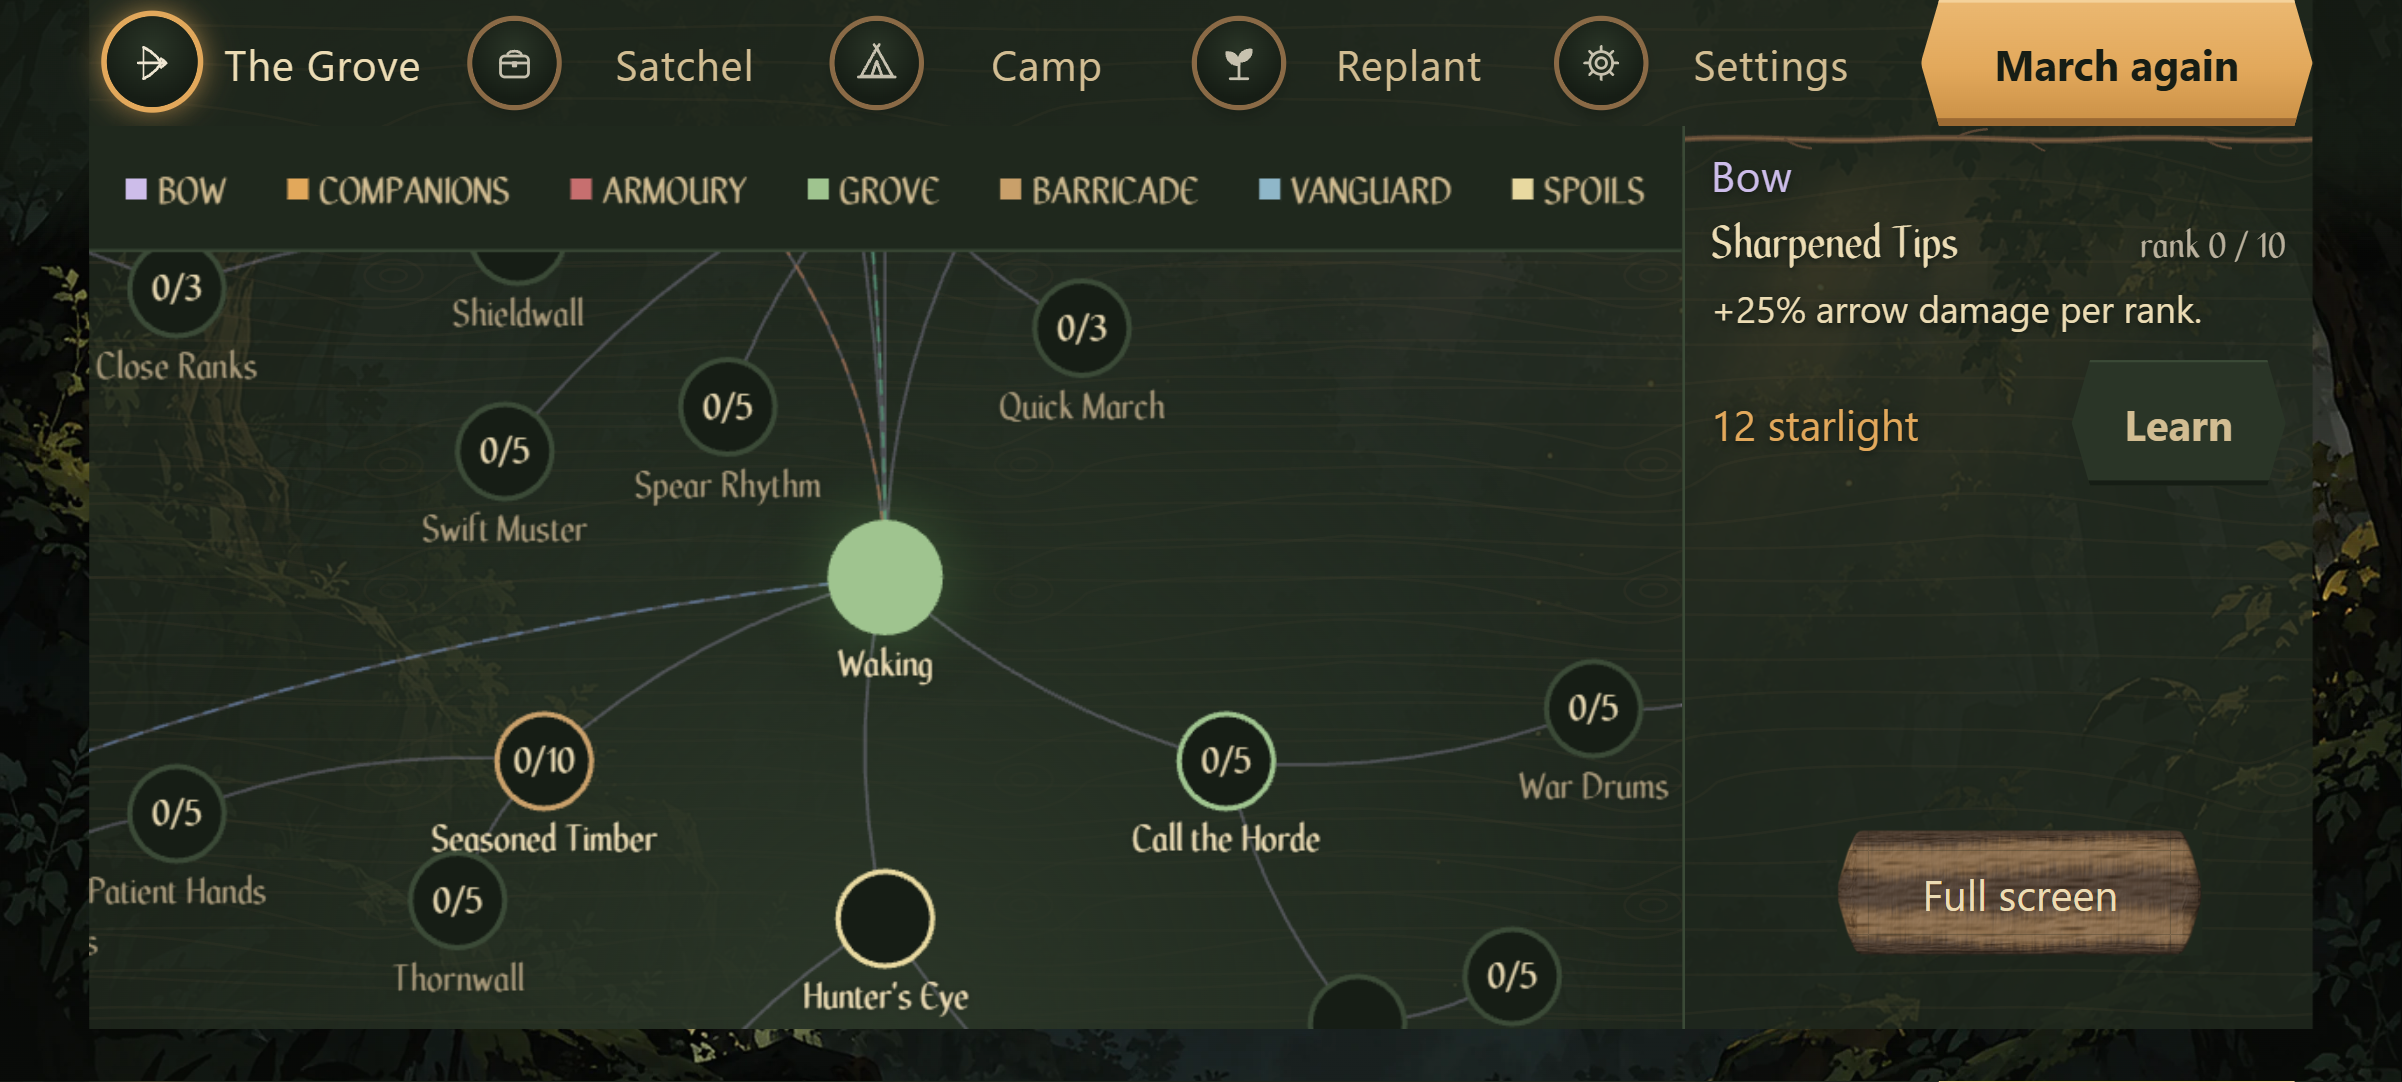 The Grove
Satchel
Camp
Replant
Settings
March again
BOW
COMPANIONS
ARMOURY
GROVE
BARRICADE
VANGUARD
SPOILS
Bow
Sharpened Tips
rank 0 / 10
+25% arrow damage per rank.
12 starlight
Learn
0/3
Close Ranks
Shieldwall
0/3
Quick March
0/5
Spear Rhythm
0/5
Swift Muster
Waking
0/5
War Drums
0/10
Seasoned Timber
0/5
Call the Horde
0/5
Patient Hands
0/5
Thornwall
s
Hunter's Eye
0/5
Full screen